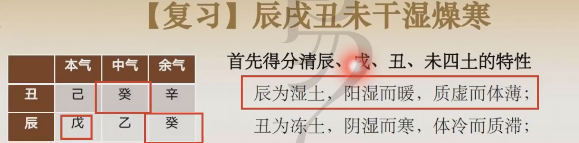 【复习】辰戌丑未干湿燥寒
本气 中气 余气
丑 己 癸 辛
辰 戊 乙 癸
首先得分清辰、戌、丑、未四土的特性
辰为湿土，阳湿而暖，质虚而体薄；
丑为冻土，阴湿而寒，体冷而质滞；